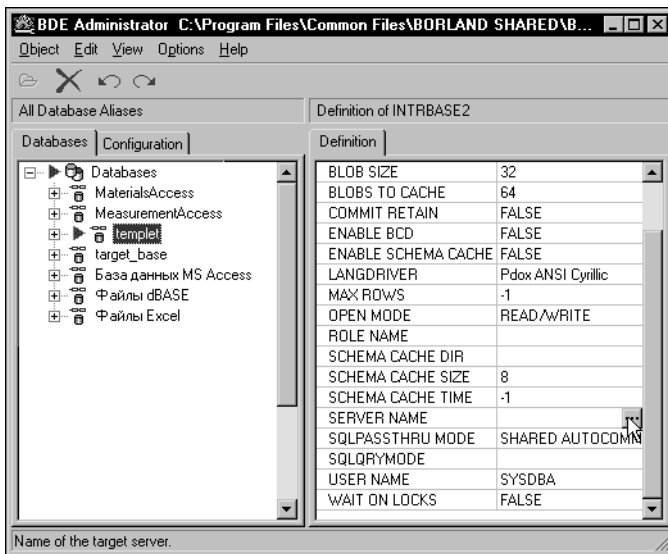 BDE Administrator C:\Program Files\Common Files\BORLAND SHARED\B...
Object Edit View Options Help
All Database Aliases
Definition of INTRBASE2
Databases Configuration
Definition
Databases
MaterialsAccess
MeasurementAccess
templet
target_base
База данных MS Access
Файлы dBASE
Файлы Excel
BLOB SIZE 32
BLOBS TO CACHE 64
COMMIT RETAIN FALSE
ENABLE BCD FALSE
ENABLE SCHEMA CACHE FALSE
LANGDRIVER Pdox ANSI Cyrillic
MAX ROWS -1
OPEN MODE READ/WRITE
ROLE NAME
SCHEMA CACHE DIR
SCHEMA CACHE SIZE 8
SCHEMA CACHE TIME -1
SERVER NAME ...
SQLPASSTHRU MODE SHARED AUTOCOMM
SQLQRYMODE
USER NAME SYSDBA
WAIT ON LOCKS FALSE
Name of the target server.